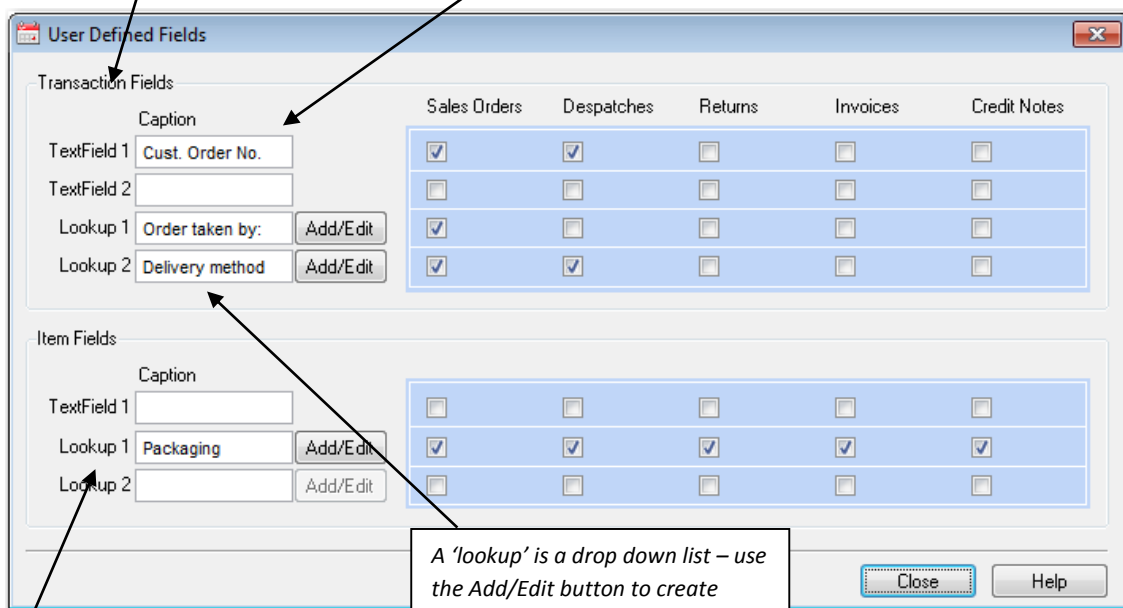 User Defined Fields
Transaction Fields
Caption Sales Orders Despatches Returns Invoices Credit Notes
TextField 1 Cust. Order No.
TextField 2
Lookup 1 Order taken by: Add/Edit
Lookup 2 Delivery method Add/Edit
Item Fields
Caption
TextField 1
Lookup 1 Packaging Add/Edit
Lookup 2 Add/Edit
A ‘lookup’ is a drop down list – use
the Add/Edit button to create
Close Help